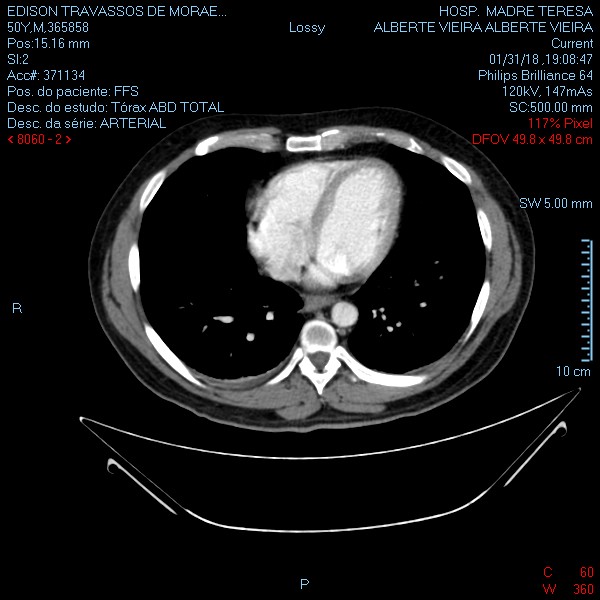 EDISON TRAVASSOS DE MORAE...
50Y,M,365858
Pos:15.16 mm
Sl:2
Acc#: 371134
Pos. do paciente: FFS
Desc. do estudo: Tórax ABD TOTAL
Desc. da série: ARTERIAL
< 8060 - 2 >
Lossy
HOSP. MADRE TERESA
ALBERTE VIEIRA ALBERTE VIEIRA
Current
01/31/18 ,19:08:47
Philips Brilliance 64
120kV, 147mAs
SC:500.00 mm
117% Pixel
DFOV 49.8 x 49.8 cm
SW 5.00 mm
R
10 cm
P
C 60
W 360